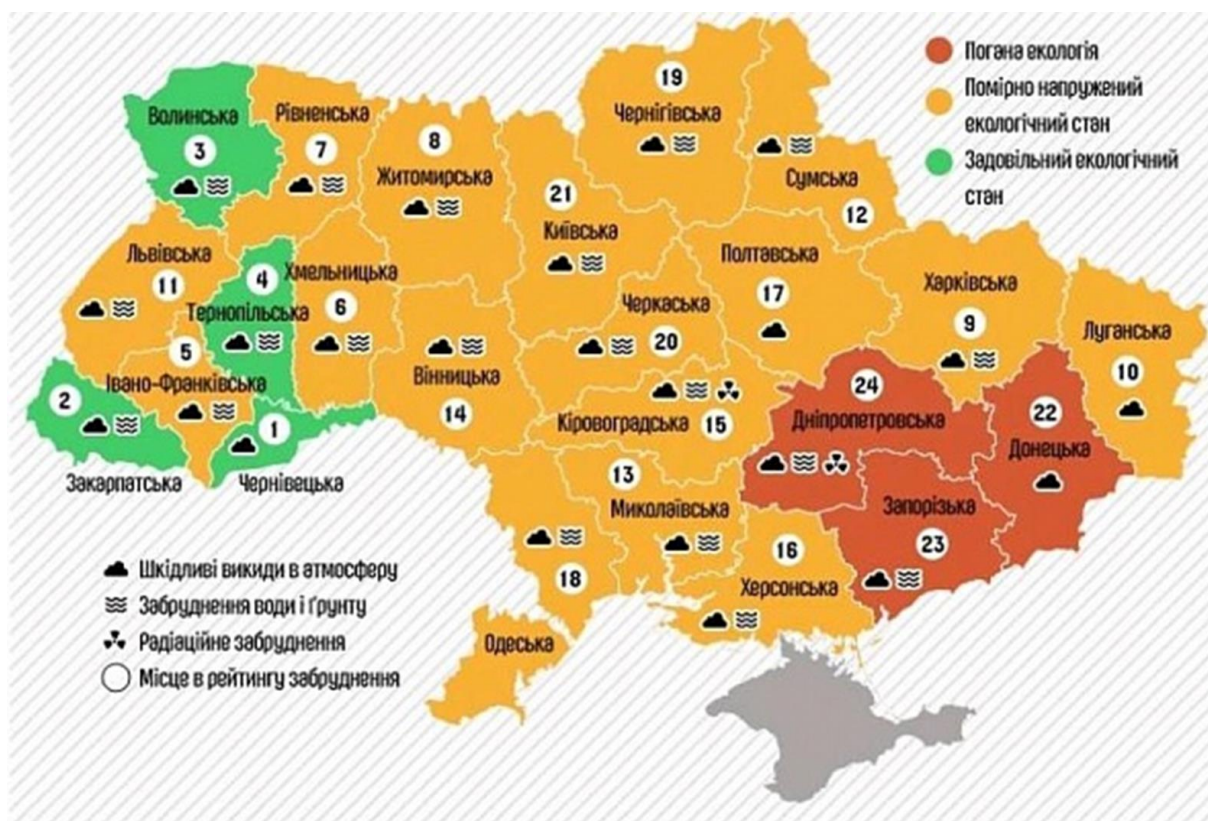 Погана екологія
Помірно напружений
екологічний стан
Задовільний екологічний
стан
19
Чернігівська
Волинська
3
Рівненська
7
8
Житомирська
21
Київська
Сумська
12
Львівська
11
4
Тернопільська
Хмельницька
6
Полтавська
17
Харківська
9
Луганська
10
Черкаська
20
5
Івано-Франківська
Вінницька
14
2
Закарпатська
1
Чернівецька
Кіровоградська 15
24
Дніпропетровська
22
Донецька
13
Миколаївська
Запорізька
23
16
Херсонська
18
Одеська
Шкідливі викиди в атмосферу
Забруднення води і ґрунту
Радіаційне забруднення
Місце в рейтингу забруднення